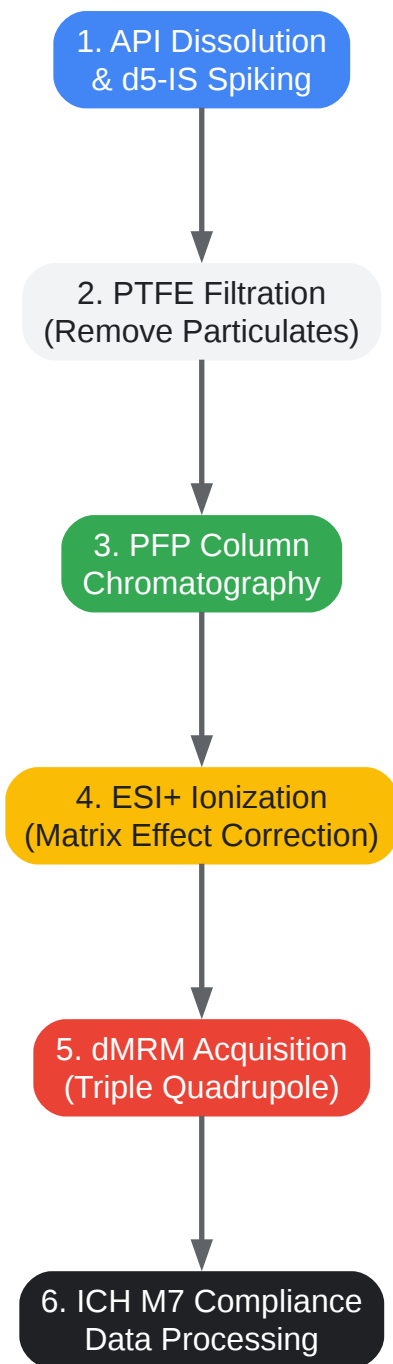 1. API Dissolution
& d5-IS Spiking
2. PTFE Filtration
(Remove Particulates)
3. PFP Column
Chromatography
4. ESI+ Ionization
(Matrix Effect Correction)
5. dMRM Acquisition
(Triple Quadrupole)
6. ICH M7 Compliance
Data Processing